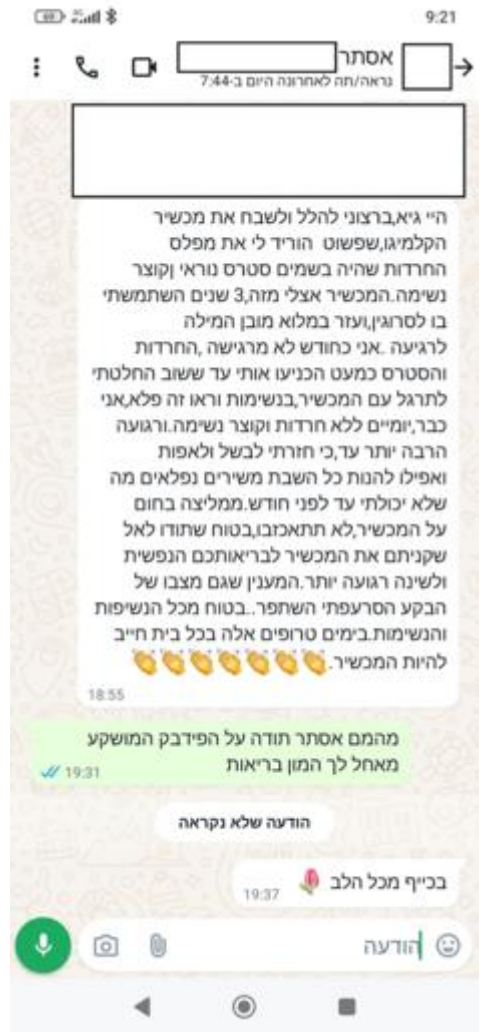 9:21
אסתר
נראה/תה לאחרונה היום ב-7:44
היי גיא,ברצוני להלל ולשבח את מכשיר
הקלמיגו,שפשוט הוריד לי את מפלס
החרדות שהיה בשמים סטרס נוראי וקוצר
נשימה.המכשיר אצלי מזה,3 שנים השתמשתי
בו לסרוגין,ועזר במלוא מובן המילה
לרגיעה .אני כחודש לא מרגישה ,החרדות
והסטרס כמעט הכניעו אותי עד ששוב החלטתי
לתרגל עם המכשיר,בנשימות וראו זה פלא,אני
כבר,יומיים ללא חרדות וקוצר נשימה.ורגועה
הרבה יותר עד,כי חזרתי לבשל ולאפות
ואפילו להנות כל השבת משירים נפלאים מה
שלא יכולתי עד לפני חודש.ממליצה בחום
על המכשיר,לא תתאכזבו,בטוח שתודו לאל
שקניתם את המכשיר לבריאותכם הנפשית
ולשינה רגועה יותר.המענין שגם מצבו של
הבקע הסרעפתי השתפר..בטוח מכל הנשיפות
והנשימות.בימים טרופים אלה בכל בית חייב
להיות המכשיר.👏👏👏👏👏👏👏
18:55
מהמם אסתר תודה על הפידבק המושקע
מאחל לך המון בריאות
19:31
הודעה שלא נקראה
בכייף מכל הלב 🌷
19:37
הודעה